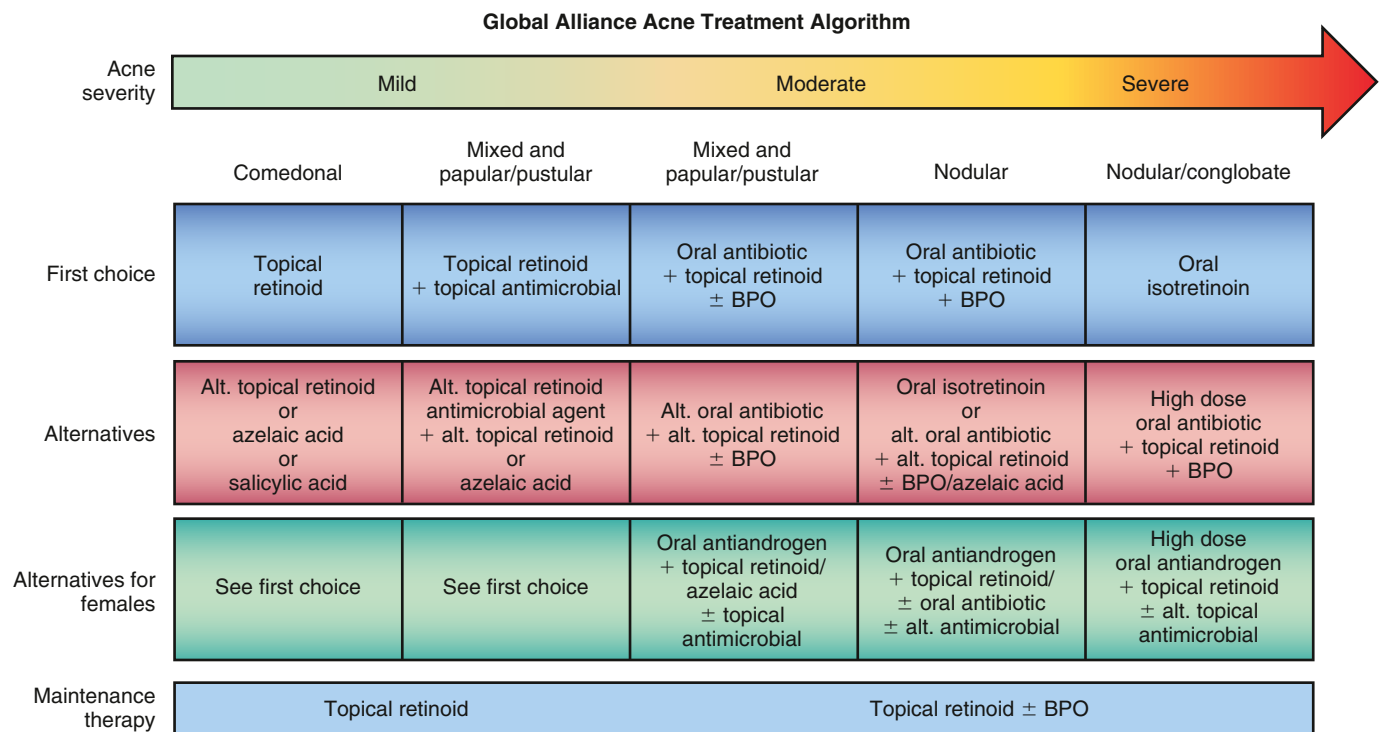 Global Alliance Acne Treatment Algorithm
Acne
severity
Mild
Moderate
Severe
Comedonal
Mixed and
papular/pustular
Mixed and
papular/pustular
Nodular
Nodular/conglobate
First choice
Topical
retinoid
Topical retinoid
+ topical antimicrobial
Oral antibiotic
+ topical retinoid
± BPO
Oral antibiotic
+ topical retinoid
+ BPO
Oral
isotretinoin
Alternatives
Alt. topical retinoid
or
azelaic acid
or
salicylic acid
Alt. topical retinoid
antimicrobial agent
+ alt. topical retinoid
or
azelaic acid
Alt. oral antibiotic
+ alt. topical retinoid
± BPO
Oral isotretinoin
or
alt. oral antibiotic
+ alt. topical retinoid
± BPO/azelaic acid
High dose
oral antibiotic
+ topical retinoid
+ BPO
Alternatives for
females
See first choice
See first choice
Oral antiandrogen
+ topical retinoid/
azelaic acid
± topical
antimicrobial
Oral antiandrogen
+ topical retinoid/
± oral antibiotic
± alt. antimicrobial
High dose
oral antiandrogen
+ topical retinoid
± alt. topical
antimicrobial
Maintenance
therapy
Topical retinoid
Topical retinoid ± BPO